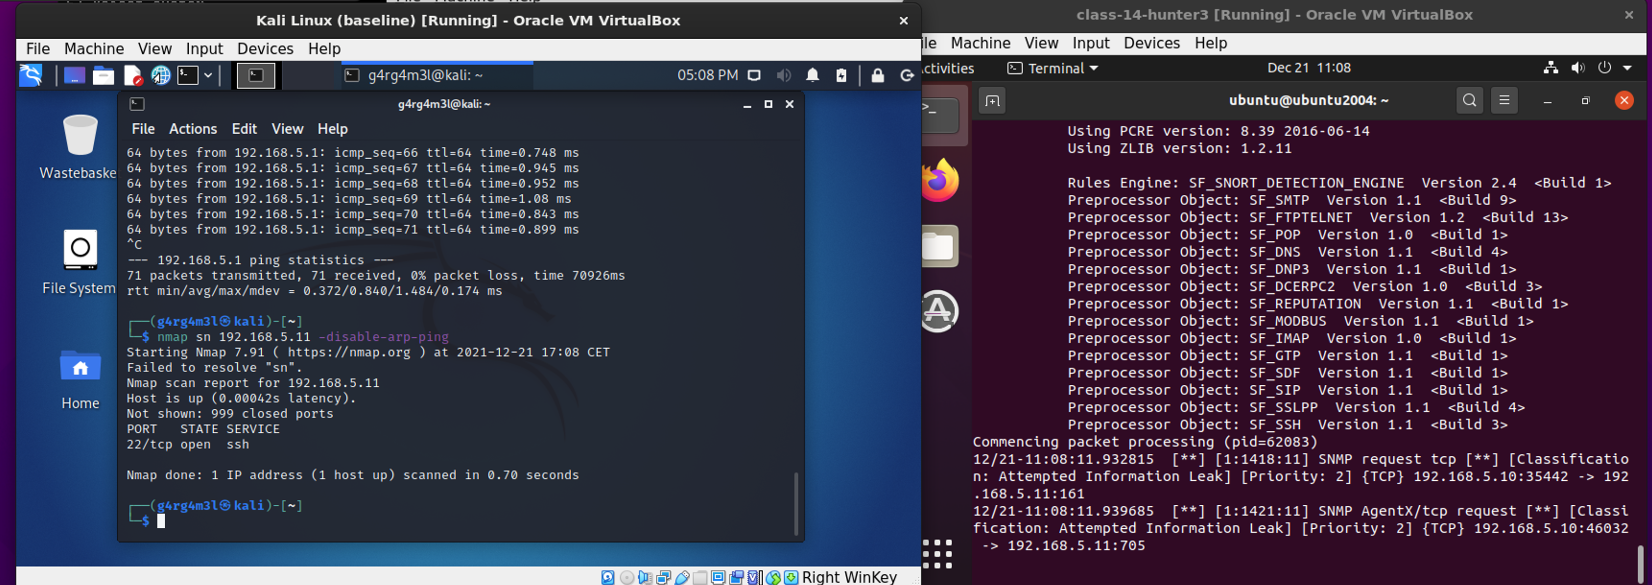 Kali Linux (baseline) [Running] - Oracle VM VirtualBox
File Machine View Input Devices Help
g4rg4m3l@kali: ~
05:08 PM
Wastebaske
File System
Home
g4rg4m3l@kali: ~
File Actions Edit View Help
64 bytes from 192.168.5.1: icmp_seq=66 ttl=64 time=0.748 ms
64 bytes from 192.168.5.1: icmp_seq=67 ttl=64 time=0.945 ms
64 bytes from 192.168.5.1: icmp_seq=68 ttl=64 time=0.952 ms
64 bytes from 192.168.5.1: icmp_seq=69 ttl=64 time=1.08 ms
64 bytes from 192.168.5.1: icmp_seq=70 ttl=64 time=0.843 ms
64 bytes from 192.168.5.1: icmp_seq=71 ttl=64 time=0.899 ms
^C
--- 192.168.5.1 ping statistics ---
71 packets transmitted, 71 received, 0% packet loss, time 70926ms
rtt min/avg/max/mdev = 0.372/0.840/1.484/0.174 ms
┌──(g4rg4m3l㉿kali)-[~]
└─$ nmap sn 192.168.5.11 -disable-arp-ping
Starting Nmap 7.91 ( https://nmap.org ) at 2021-12-21 17:08 CET
Failed to resolve "sn".
Nmap scan report for 192.168.5.11
Host is up (0.00042s latency).
Not shown: 999 closed ports
PORT   STATE SERVICE
22/tcp open  ssh
Nmap done: 1 IP address (1 host up) scanned in 0.70 seconds
┌──(g4rg4m3l㉿kali)-[~]
└─$
Right WinKey
class-14-hunter3 [Running] - Oracle VM VirtualBox
ile Machine View Input Devices Help
ctivities
Terminal
Dec 21 11:08
ubuntu@ubuntu2004: ~
Using PCRE version: 8.39 2016-06-14
Using ZLIB version: 1.2.11
Rules Engine: SF_SNORT_DETECTION_ENGINE  Version 2.4  <Build 1>
Preprocessor Object: SF_SMTP  Version 1.1  <Build 9>
Preprocessor Object: SF_FTPTELNET  Version 1.2  <Build 13>
Preprocessor Object: SF_POP  Version 1.0  <Build 1>
Preprocessor Object: SF_DNS  Version 1.1  <Build 4>
Preprocessor Object: SF_DNP3  Version 1.1  <Build 1>
Preprocessor Object: SF_DCERPC2  Version 1.0  <Build 3>
Preprocessor Object: SF_REPUTATION  Version 1.1  <Build 1>
Preprocessor Object: SF_MODBUS  Version 1.1  <Build 1>
Preprocessor Object: SF_IMAP  Version 1.0  <Build 1>
Preprocessor Object: SF_GTP  Version 1.1  <Build 1>
Preprocessor Object: SF_SDF  Version 1.1  <Build 1>
Preprocessor Object: SF_SIP  Version 1.1  <Build 1>
Preprocessor Object: SF_SSLPP  Version 1.1  <Build 4>
Preprocessor Object: SF_SSH  Version 1.1  <Build 3>
Commencing packet processing (pid=62083)
12/21-11:08:11.932815  [**] [1:1418:11] SNMP request tcp [**] [Classificatio
n: Attempted Information Leak] [Priority: 2] {TCP} 192.168.5.10:35442 -> 192
.168.5.11:161
12/21-11:08:11.939685  [**] [1:1421:11] SNMP AgentX/tcp request [**] [Classi
fication: Attempted Information Leak] [Priority: 2] {TCP} 192.168.5.10:46032
 -> 192.168.5.11:705